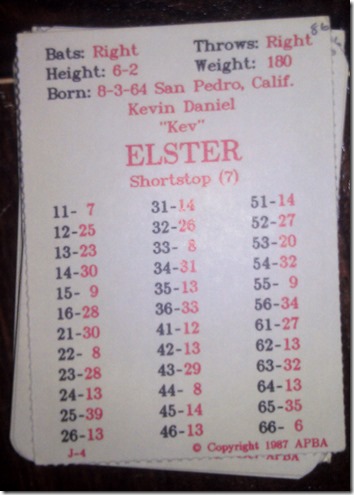 86
Bats: Right Throws: Right
Height: 6-2 Weight: 180
Born: 8-3-64 San Pedro, Calif.
Kevin Daniel
"Kev"
ELSTER
Shortstop (7)
11- 7 31-14 51-14
12-25 32-26 52-27
13-23 33- 8 53-20
14-30 34-31 54-32
15- 9 35-13 55- 9
16-28 36-33 56-34
21-30 41-12 61-27
22- 8 42-13 62-13
23-28 43-29 63-32
24-13 44- 8 64-13
25-39 45-14 65-35
26-13 46-13 66- 6
J-4 © Copyright 1987 APBA
APBA